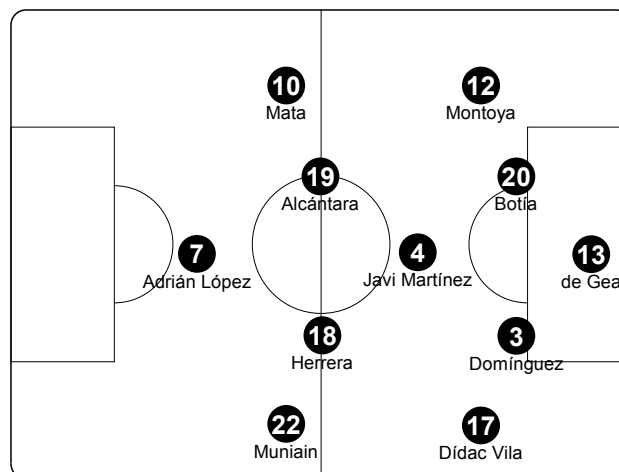 10
Mata
12
Montoya
19
Alcántara
20
Botía
7
Adrián López
4
Javi Martínez
13
de Gea
18
Herrera
3
Domínguez
22
Muniain
17
Dídac Vila